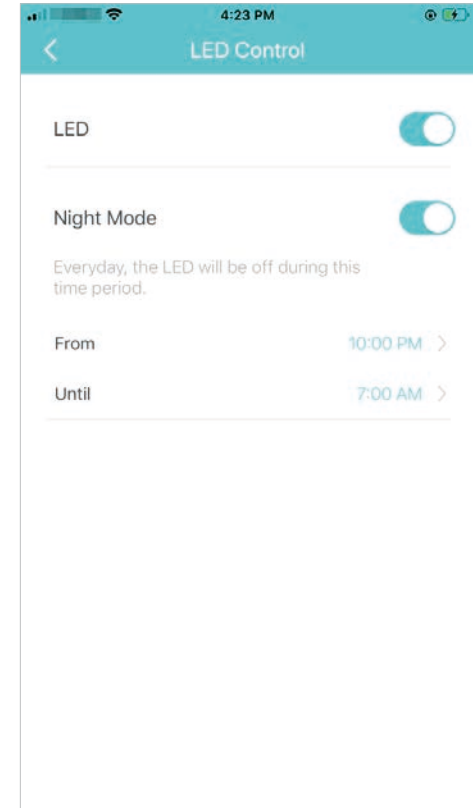 4:23 PM
LED Control
LED
Night Mode
Everyday, the LED will be off during this
time period.
From 10:00 PM
Until 7:00 AM